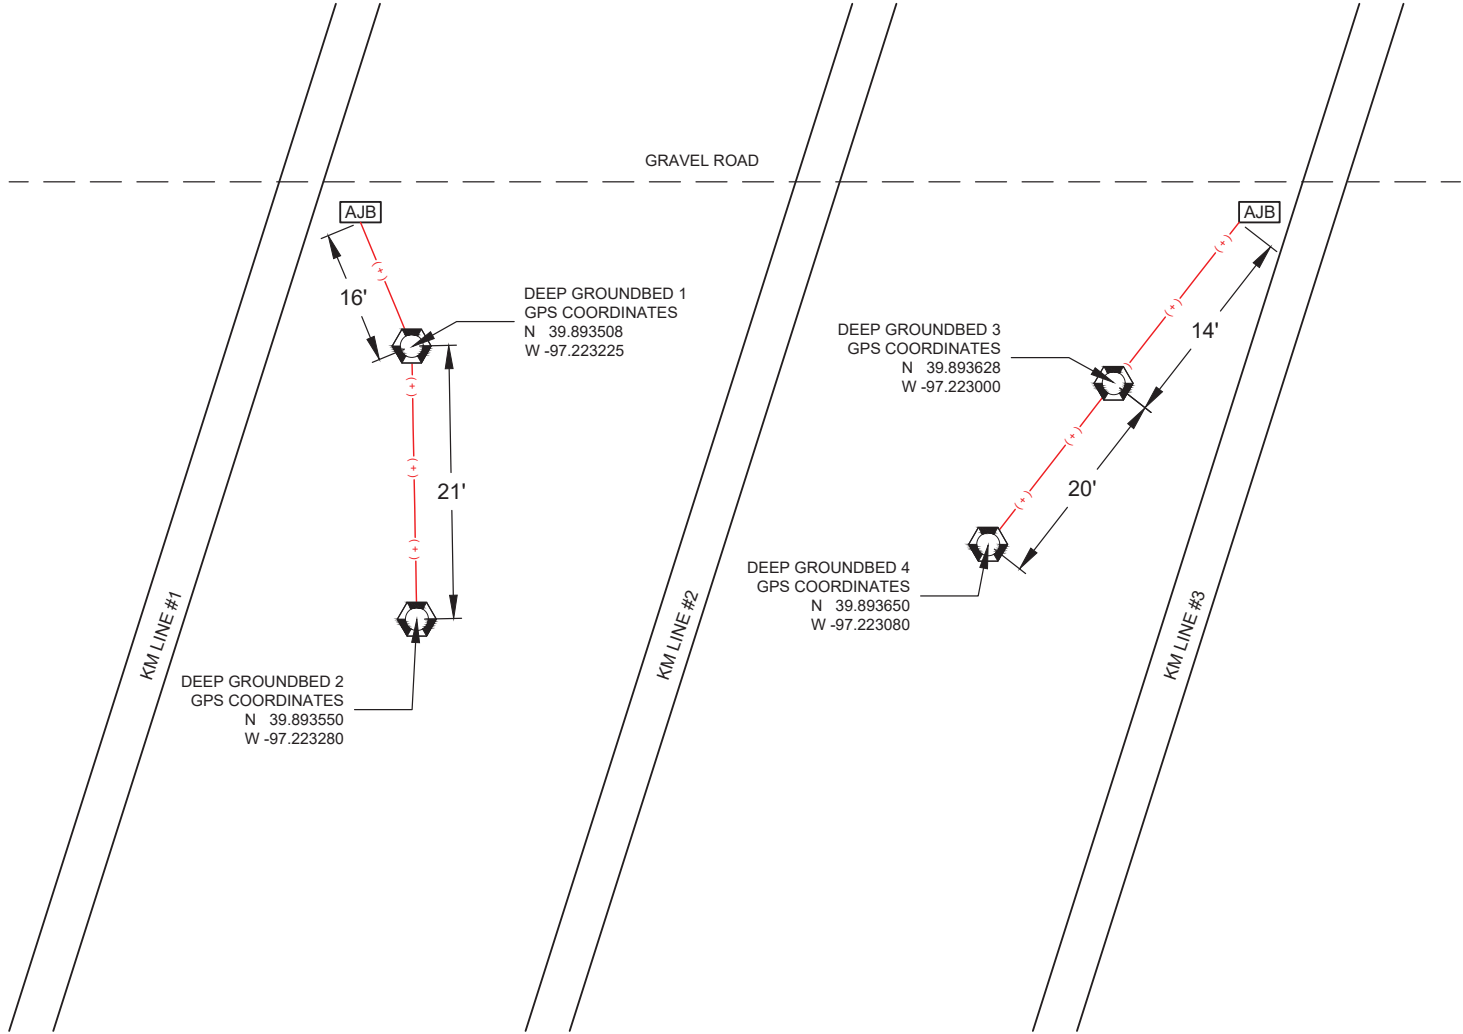 GRAVEL ROAD
AJB
AJB
(+)
(+)
(+)
16'
DEEP GROUNDBED 1
GPS COORDINATES
N 39.893508
W -97.223225
DEEP GROUNDBED 3
GPS COORDINATES
N 39.893628
W -97.223000
14'
(+)
(+)
(+)
21'
20'
(+)
(+)
DEEP GROUNDBED 4
GPS COORDINATES
N 39.893650
W -97.223080
KM LINE #1
KM LINE #2
KM LINE #3
DEEP GROUNDBED 2
GPS COORDINATES
N 39.893550
W -97.223280